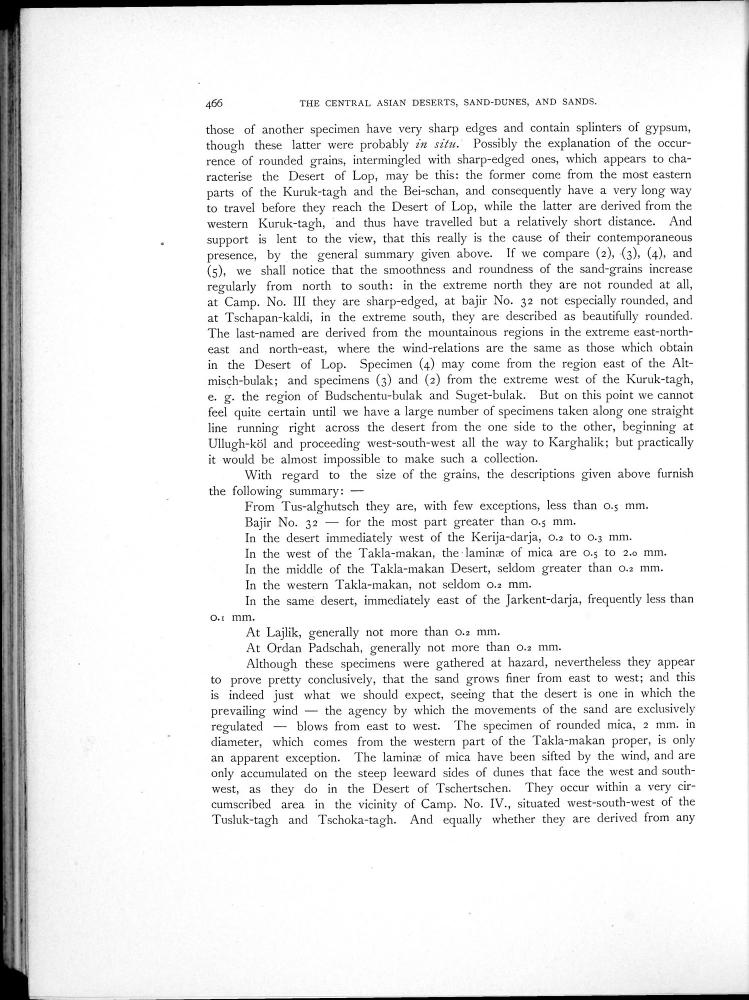 466 THE CENTRAL ASIAN DESERTS, SAND-DUNES, AND SANDS.
those of another specimen have very sharp edges and contain splinters of gypsum,
though these latter were probably in situ. Possibly the explanation of the occur-
rence of rounded grains, intermingled with sharp-edged ones, which appears to cha-
racterise the Desert of Lop, may be this: the former come from the most eastern
parts of the Kuruk-tagh and the Bei-schan, and consequently have a very long way
to travel before they reach the Desert of Lop, while the latter are derived from the
western Kuruk-tagh, and thus have travelled but a relatively short distance. And
support is lent to the view, that this really is the cause of their contemporaneous
presence, by the general summary given above. If we compare (2), (3), (4), and
(5), we shall notice that the smoothness and roundness of the sand-grains increase
regularly from north to south: in the extreme north they are not rounded at all,
at Camp. No. III they are sharp-edged, at bajir No. 32 not especially rounded, and
at Tschapan-kaldi, in the extreme south, they are described as beautifully rounded.
The last-named are derived from the mountainous regions in the extreme east-north-
east and north-east, where the wind-relations are the same as those which obtain
in the Desert of Lop. Specimen (4) may come from the region east of the Alt-
misch-bulak; and specimens (3) and (2) from the extreme west of the Kuruk-tagh,
e. g. the region of Budschentu-bulak and Suget-bulak. But on this point we cannot
feel quite certain until we have a large number of specimens taken along one straight
line running right across the desert from the one side to the other, beginning at
Ullugh-köl and proceeding west-south-west all the way to Karghalik; but practically
it would be almost impossible to make such a collection.
With regard to the size of the grains, the descriptions given above furnish
the following summary: —
From Tus-alghutsch they are, with few exceptions, less than 0.5 mm.
Bajir No. 32 — for the most part greater than 0.5 mm.
In the desert immediately west of the Kerija-darja, 0.2 to 0.3 mm.
In the west of the Takla-makan, the laminæ of mica are 0.5 to 2.0 mm.
In the middle of the Takla-makan Desert, seldom greater than 0.2 mm.
In the western Takla-makan, not seldom 0.2 mm.
In the same desert, immediately east of the Jarkent-darja, frequently less than
0.1 mm.
At Lajlik, generally not more than 0.2 mm.
At Ordan Padschah, generally not more than 0.2 mm.
Although these specimens were gathered at hazard, nevertheless they appear
to prove pretty conclusively, that the sand grows finer from east to west; and this
is indeed just what we should expect, seeing that the desert is one in which the
prevailing wind — the agency by which the movements of the sand are exclusively
regulated — blows from east to west. The specimen of rounded mica, 2 mm. in
diameter, which comes from the western part of the Takla-makan proper, is only
an apparent exception. The laminæ of mica have been sifted by the wind, and are
only accumulated on the steep leeward sides of dunes that face the west and south-
west, as they do in the Desert of Tschertschen. They occur within a very cir-
cumscribed area in the vicinity of Camp. No. IV., situated west-south-west of the
Tusluk-tagh and Tschoka-tagh. And equally whether they are derived from any